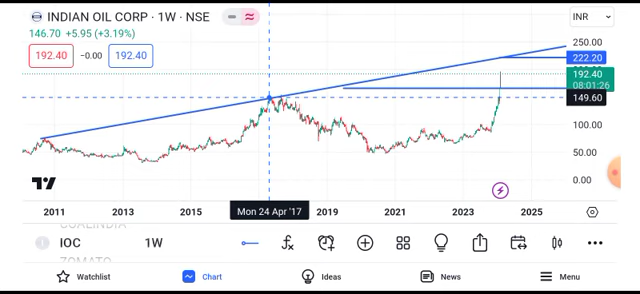 INDIAN OIL CORP · 1W · NSE
INR
146.70 +5.95 (+3.19%)
192.40 −0.00 192.40
250.00
222.20
192.40
08:01:26
149.60
100.00
50.00
0.00
2011 2013 2015 Mon 24 Apr '17 2019 2021 2023 2025
IOC 1W
ZOMATO
Watchlist Chart Ideas News Menu